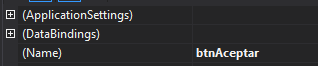 (ApplicationSettings)
(DataBindings)
(Name) btnAceptar